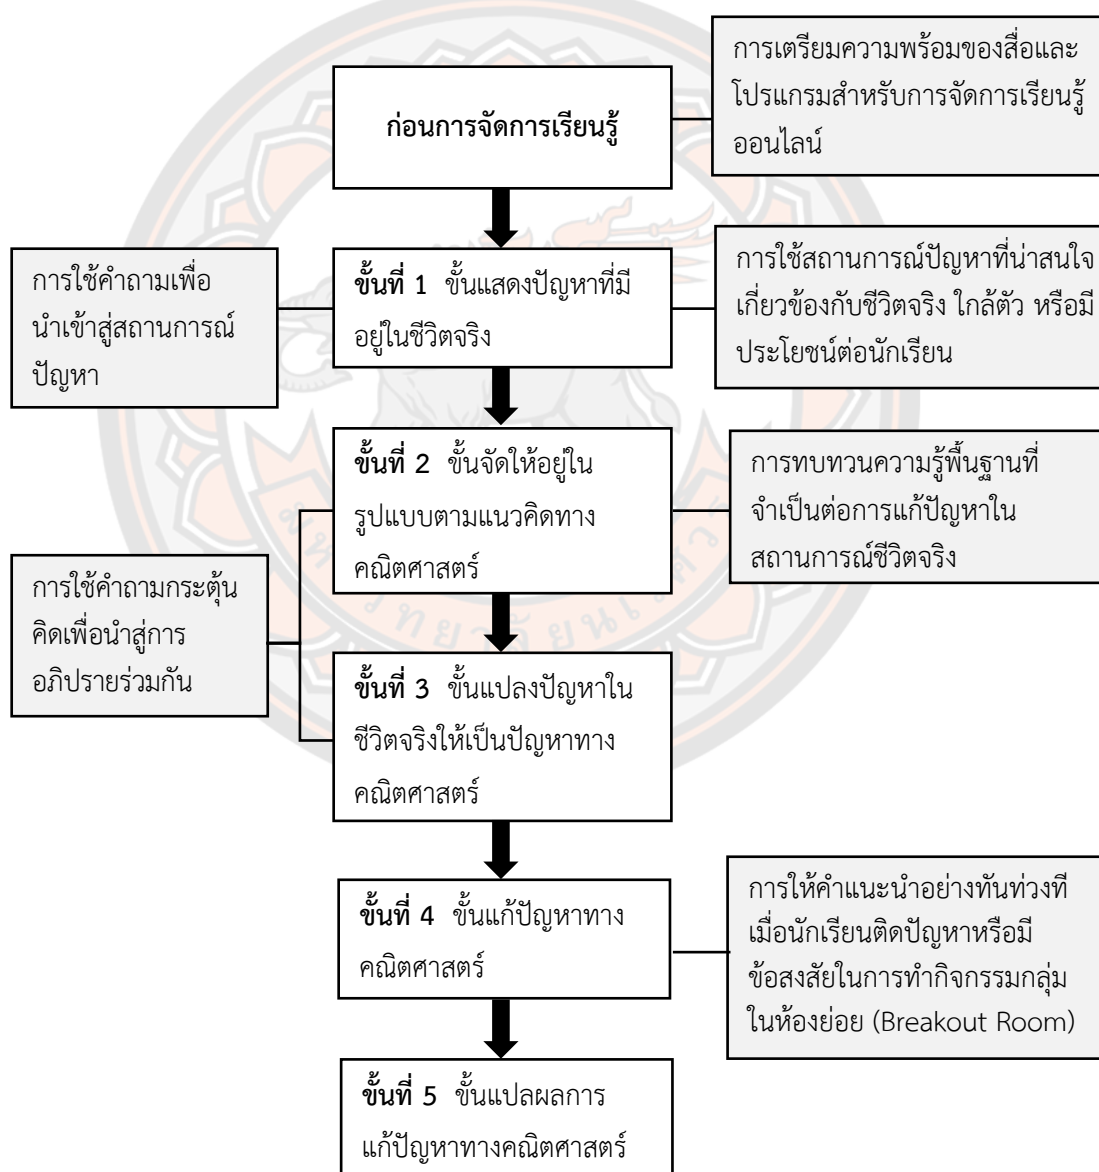 การเตรียมความพร้อมของสื่อและ
โปรแกรมสำหรับการจัดการเรียนรู้
ออนไลน์
ก่อนการจัดการเรียนรู้
การใช้คำถามเพื่อ
นำเข้าสู่สถานการณ์
ปัญหา
ขั้นที่ 1 ขั้นแสดงปัญหาที่มี
อยู่ในชีวิตจริง
การใช้สถานการณ์ปัญหาที่น่าสนใจ
เกี่ยวข้องกับชีวิตจริง ใกล้ตัว หรือมี
ประโยชน์ต่อนักเรียน
ขั้นที่ 2 ขั้นจัดให้อยู่ใน
รูปแบบตามแนวคิดทาง
คณิตศาสตร์
การทบทวนความรู้พื้นฐานที่
จำเป็นต่อการแก้ปัญหาใน
สถานการณ์ชีวิตจริง
การใช้คำถามกระตุ้น
คิดเพื่อนำสู่การ
อภิปรายร่วมกัน
ขั้นที่ 3 ขั้นแปลงปัญหาใน
ชีวิตจริงให้เป็นปัญหาทาง
คณิตศาสตร์
ขั้นที่ 4 ขั้นแก้ปัญหาทาง
คณิตศาสตร์
การให้คำแนะนำอย่างทันท่วงที
เมื่อนักเรียนติดปัญหาหรือมี
ข้อสงสัยในการทำกิจกรรมกลุ่ม
ในห้องย่อย (Breakout Room)
ขั้นที่ 5 ขั้นแปลผลการ
แก้ปัญหาทางคณิตศาสตร์